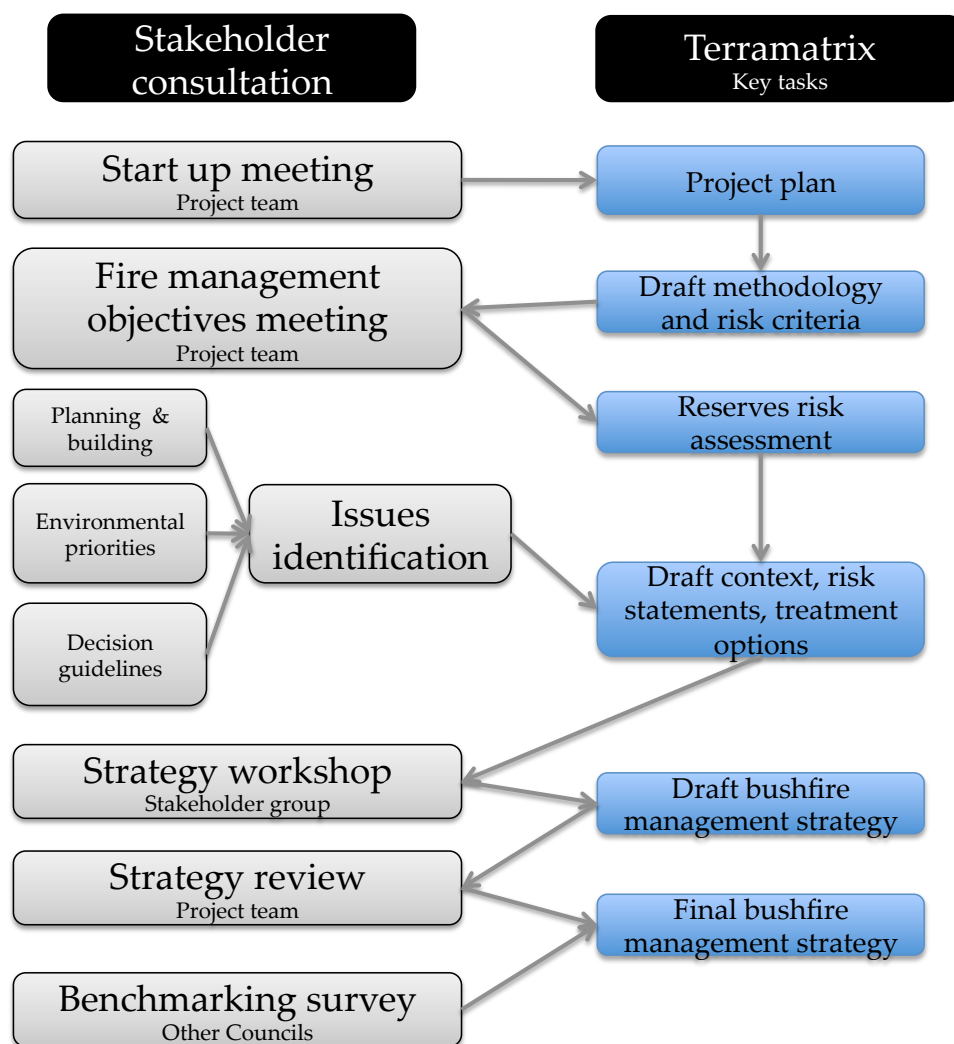 Stakeholder
consultation
Terramatrix
Key tasks
Start up meeting
Project team
Project plan
Fire management
objectives meeting
Project team
Draft methodology
and risk criteria
Planning &
building
Reserves risk
assessment
Environmental
priorities
Issues
identification
Decision
guidelines
Draft context, risk
statements, treatment
options
Strategy workshop
Stakeholder group
Draft bushfire
management strategy
Strategy review
Project team
Final bushfire
management strategy
Benchmarking survey
Other Councils